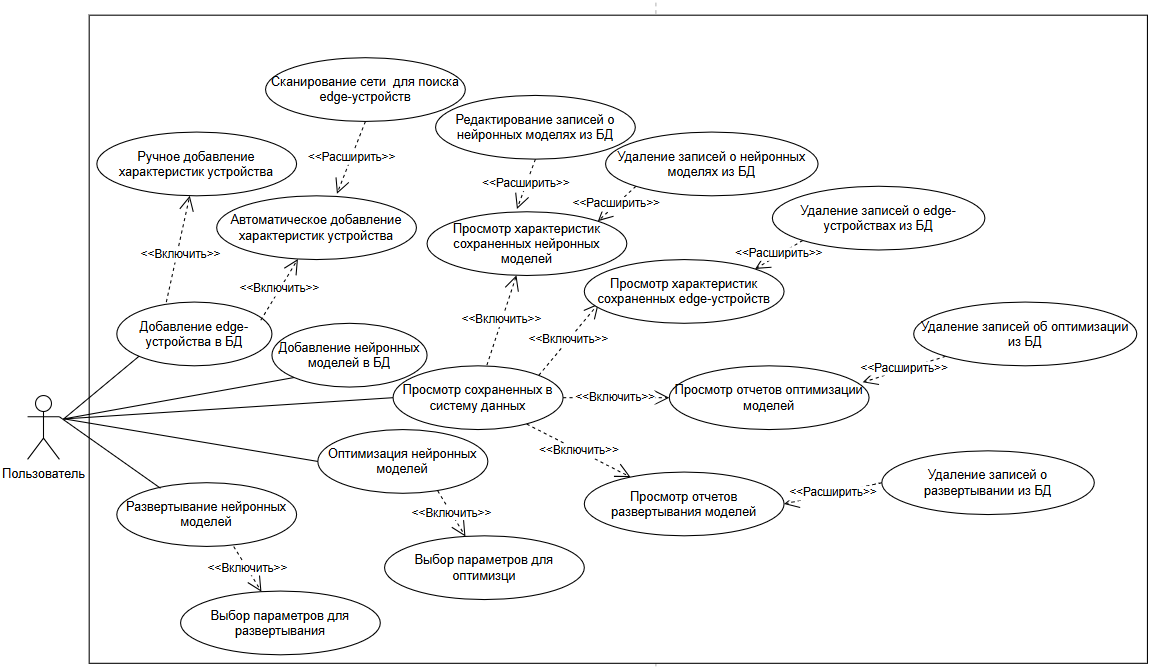 Сканирование сети для поиска
edge-устройств
Редактирование записей о
нейронных моделях из БД
<<Расширить>>
Ручное добавление
характеристик устройства
Удаление записей о нейронных
моделях из БД
<<Расширить>>
<<Расширить>>
Автоматическое добавление
характеристик устройства
Удаление записей о edge-
устройствах из БД
Просмотр характеристик
сохраненных нейронных
моделей
<<Включить>>
<<Расширить>>
<<Включить>>
Просмотр характеристик
сохраненных edge-устройств
<<Включить>>
Добавление edge-
устройства в БД
<<Включить>>
Удаление записей об оптимизации
из БД
Добавление нейронных
моделей в БД
<<Расширить>>
Просмотр сохраненных в
систему данных
<<Включить>>
Просмотр отчетов оптимизации
моделей
Пользователь
Оптимизация нейронных
моделей
<<Включить>>
Удаление записей о
развертывании из БД
<<Расширить>>
Развертывание нейронных
моделей
<<Включить>>
Просмотр отчетов
развертывания моделей
<<Включить>>
Выбор параметров для
оптимизци
Выбор параметров для
развертывания